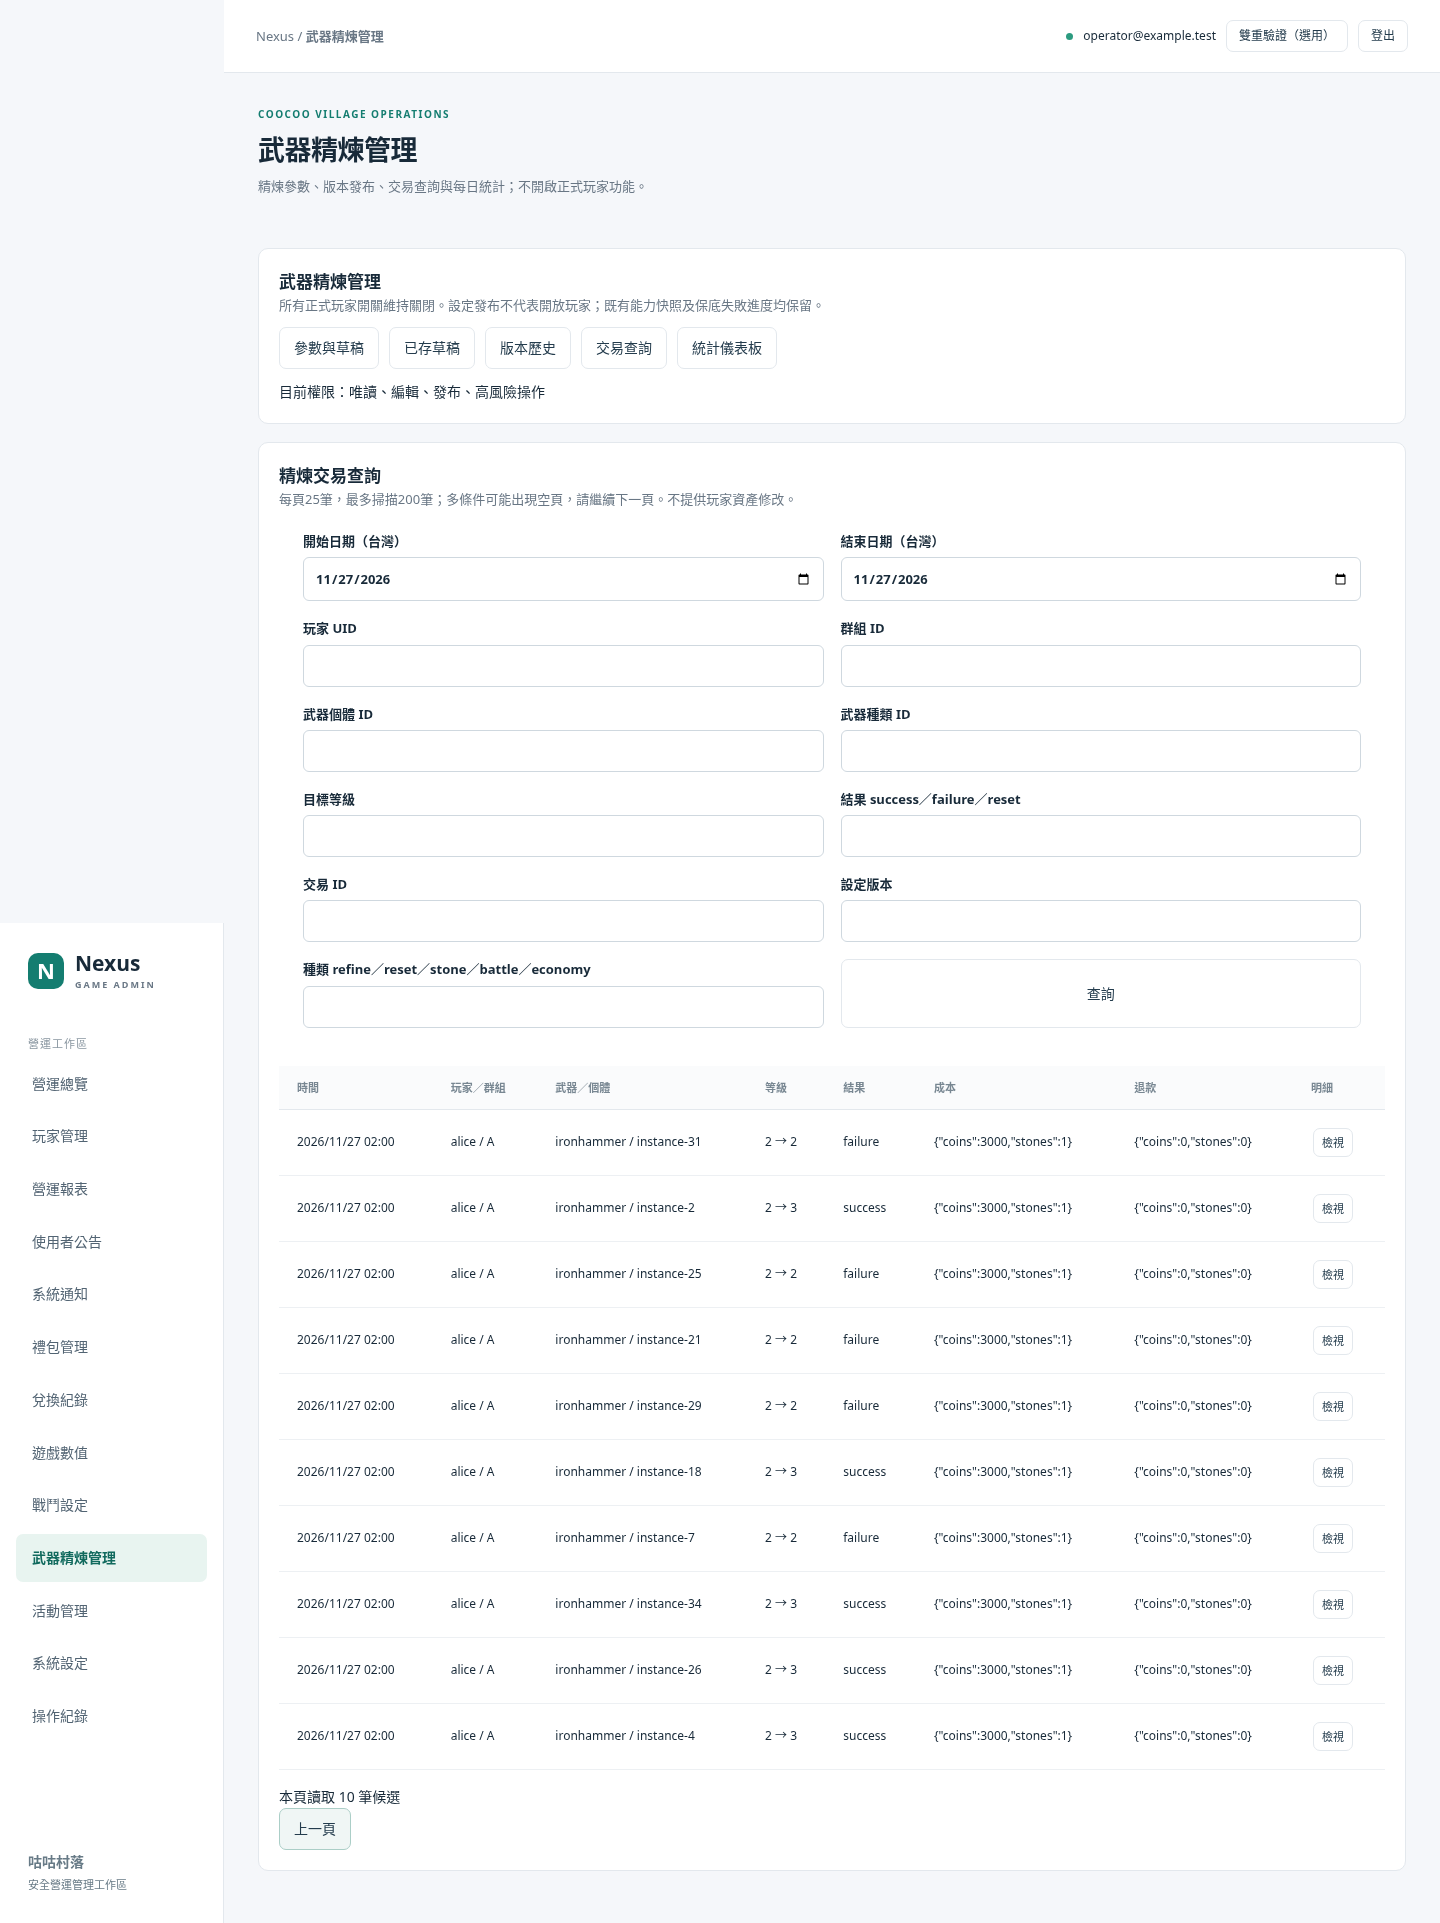 Nexus / 武器精煉管理
operator@example.test 雙重驗證（選用） 登出
COOCOO VILLAGE OPERATIONS
武器精煉管理
精煉參數、版本發布、交易查詢與每日統計；不開啟正式玩家功能。
武器精煉管理
所有正式玩家開關維持關閉。設定發布不代表開放玩家；既有能力快照及保底失敗進度均保留。
參數與草稿 已存草稿 版本歷史 交易查詢 統計儀表板
目前權限：唯讀、編輯、發布、高風險操作
精煉交易查詢
每頁25筆，最多掃描200筆；多條件可能出現空頁，請繼續下一頁。不提供玩家資產修改。
開始日期（台灣） 結束日期（台灣）
11/27/2026 11/27/2026
玩家 UID 群組 ID
武器個體 ID 武器種類 ID
目標等級 結果 success／failure／reset
交易 ID 設定版本
種類 refine／reset／stone／battle／economy
查詢
時間 玩家／群組 武器／個體 等級 結果 成本 退款 明細
2026/11/27 02:00 alice / A ironhammer / instance-31 2 → 2 failure {"coins":3000,"stones":1} {"coins":0,"stones":0} 檢視
2026/11/27 02:00 alice / A ironhammer / instance-2 2 → 3 success {"coins":3000,"stones":1} {"coins":0,"stones":0} 檢視
2026/11/27 02:00 alice / A ironhammer / instance-25 2 → 2 failure {"coins":3000,"stones":1} {"coins":0,"stones":0} 檢視
2026/11/27 02:00 alice / A ironhammer / instance-21 2 → 2 failure {"coins":3000,"stones":1} {"coins":0,"stones":0} 檢視
2026/11/27 02:00 alice / A ironhammer / instance-29 2 → 2 failure {"coins":3000,"stones":1} {"coins":0,"stones":0} 檢視
2026/11/27 02:00 alice / A ironhammer / instance-18 2 → 3 success {"coins":3000,"stones":1} {"coins":0,"stones":0} 檢視
2026/11/27 02:00 alice / A ironhammer / instance-7 2 → 2 failure {"coins":3000,"stones":1} {"coins":0,"stones":0} 檢視
2026/11/27 02:00 alice / A ironhammer / instance-34 2 → 3 success {"coins":3000,"stones":1} {"coins":0,"stones":0} 檢視
2026/11/27 02:00 alice / A ironhammer / instance-26 2 → 3 success {"coins":3000,"stones":1} {"coins":0,"stones":0} 檢視
2026/11/27 02:00 alice / A ironhammer / instance-4 2 → 3 success {"coins":3000,"stones":1} {"coins":0,"stones":0} 檢視
本頁讀取 10 筆候選
上一頁
N Nexus
GAME ADMIN
營運工作區
營運總覽
玩家管理
營運報表
使用者公告
系統通知
禮包管理
兌換紀錄
遊戲數值
戰鬥設定
武器精煉管理
活動管理
系統設定
操作紀錄
咕咕村落
安全營運管理工作區